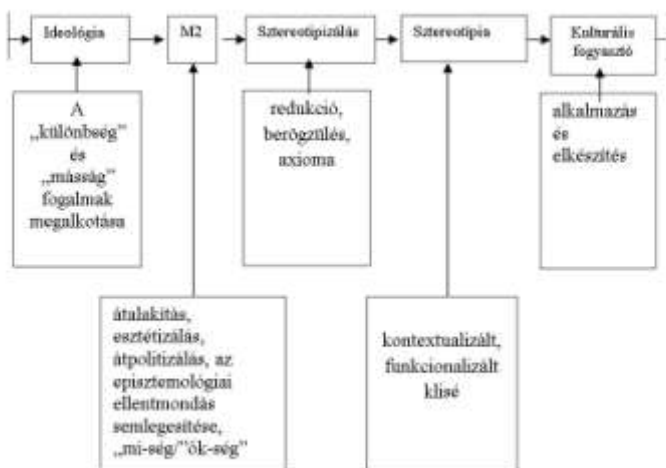 Ideológia
M2
Sztereotipizálás
Sztereotípia
Kulturális
fogyasztó
A
„különbség”
és
„másság”
fogalmak
megalkotása
redukció,
berögzülés,
axioma
alkalmazás
és
elkészítés
átalakítás,
esztétizálás,
átpolitizálás, az
episztemológiai
ellentmondás
semlegesítése,
„mi-ség/”ők-ség”
kontextualizált,
funkcionalizált
klisé